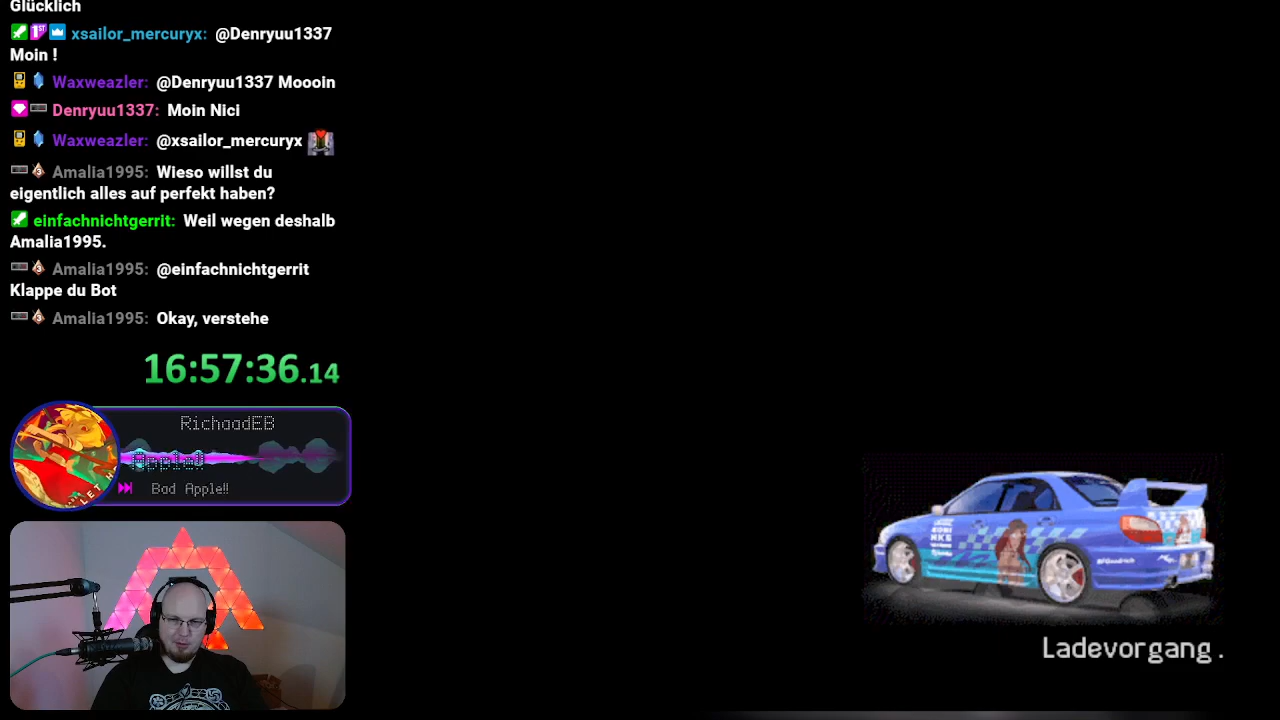 Glücklich
xsailor_mercuryx: @Denryuu1337
Moin !
Waxweazler: @Denryuu1337 Moooin
Denryuu1337: Moin Nici
Waxweazler: @xsailor_mercuryx
Amalia1995: Wieso willst du
eigentlich alles auf perfekt haben?
einfachnichtgerrit: Weil wegen deshalb
Amalia1995.
Amalia1995: @einfachnichtgerrit
Klappe du Bot
Amalia1995: Okay, verstehe
16:57:36.14
RichaadEB
Apple!!
Bad Apple!!
Ladevorgang .
BFGoodrich